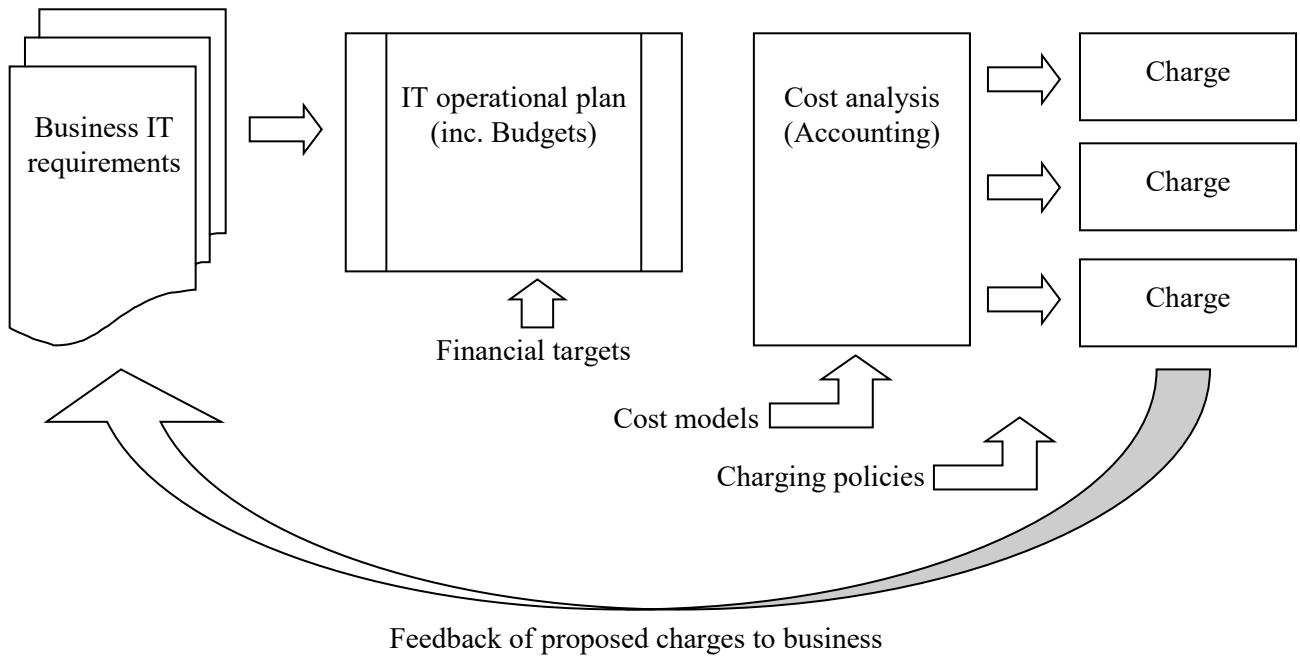 Business IT
requirements
IT operational plan
(inc. Budgets)
Cost analysis
(Accounting)
Charge
Charge
Charge
Financial targets
Cost models
Charging policies
Feedback of proposed charges to business